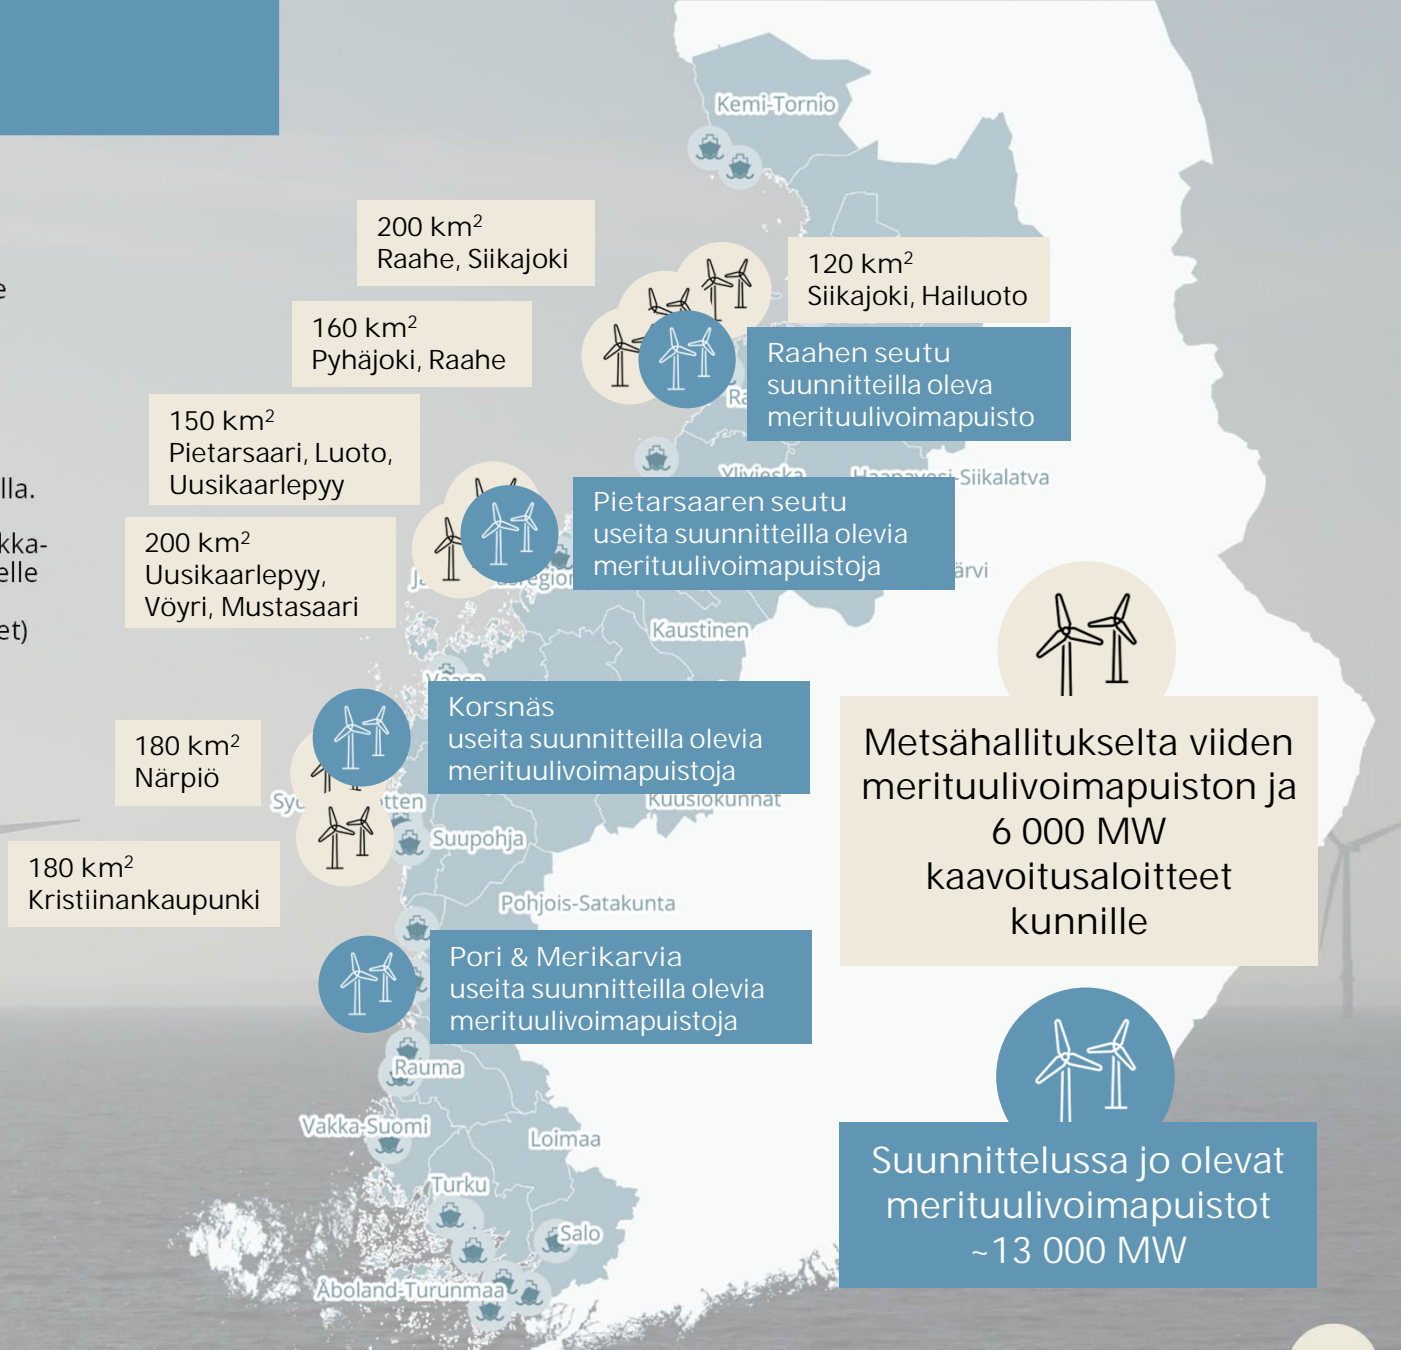 Kemi-Tornio
200 km²
Raahe, Siikajoki
120 km²
Siikajoki, Hailuoto
160 km²
Pyhäjoki, Raahe
Raahen seutu
suunnitteilla oleva
merituulivoimapuisto
150 km²
Pietarsaari, Luoto,
Uusikaarlepyy
Ylivieska
Haapavesi-Siikalatva
lla.
Pietarsaaren seutu
useita suunnitteilla olevia
merituulivoimapuistoja
200 km²
Uusikaarlepyy,
Vöyri, Mustasaari
kka-
elle
et)
ärvi
Kaustinen
Vaasa
Korsnäs
useita suunnitteilla olevia
merituulivoimapuistoja
180 km²
Närpiö
Kuusiokunnat
Suupohja
180 km²
Kristiinankaupunki
Metsähallitukselta viiden
merituulivoimapuiston ja
6 000 MW
kaavoitusaloitteet
kunnille
Pohjois-Satakunta
Pori & Merikarvia
useita suunnitteilla olevia
merituulivoimapuistoja
Rauma
Vakka-Suomi
Loimaa
Turku
Salo
Åboland-Turunmaa
Suunnittelussa jo olevat
merituulivoimapuistot
~13 000 MW